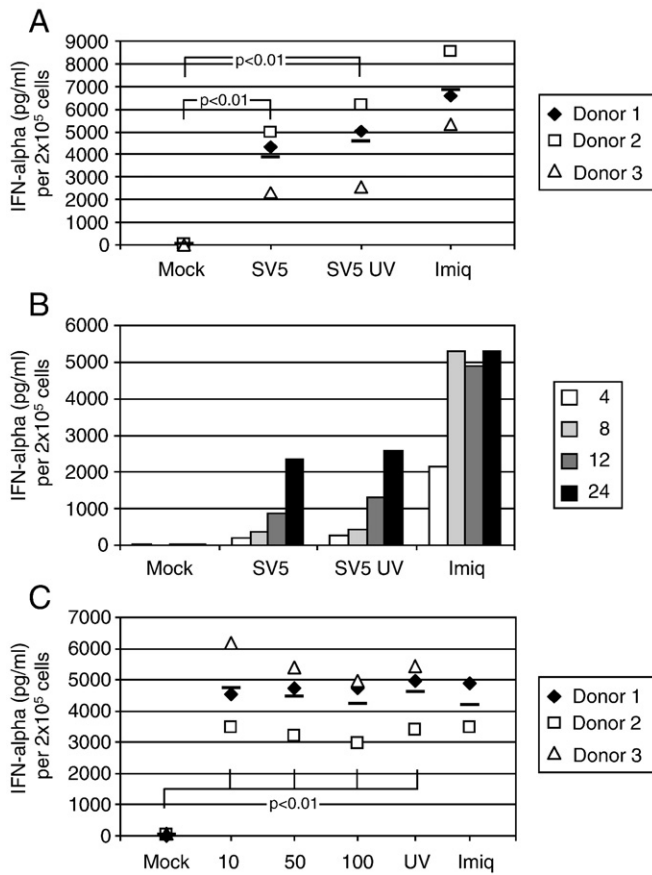 A
IFN-alpha (pg/ml)
per 2x10⁵ cells
9000
8000
7000
6000
5000
4000
3000
2000
1000
0
p<0.01
p<0.01
Mock SV5 SV5 UV Imiq
Donor 1
Donor 2
Donor 3
B
IFN-alpha (pg/ml)
per 2x10⁵ cells
6000
5000
4000
3000
2000
1000
0
Mock SV5 SV5 UV Imiq
4
8
12
24
C
IFN-alpha (pg/ml)
per 2x10⁵ cells
7000
6000
5000
4000
3000
2000
1000
0
p<0.01
Mock 10 50 100 UV Imiq
Donor 1
Donor 2
Donor 3